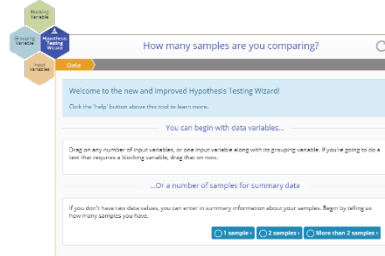 Blocking
Variable
Grouping
Variable
Hypothesis
Testing
Wizard
Input
Variables
How many samples are you comparing?
Data
Welcome to the new and improved Hypothesis Testing Wizard!
Click the 'help' button above this tool to learn more.
You can begin with data variables...
Drag on any number of input variables, or one input variable along with its grouping variable. If you're going to do a
test that requires a blocking variable, drag that on now.
...Or a number of samples for summary data
If you don't have raw data values, you can enter in summary information about your samples. Begin by telling us
how many samples you have.
1 sample ›
2 samples ›
More than 2 samples ›